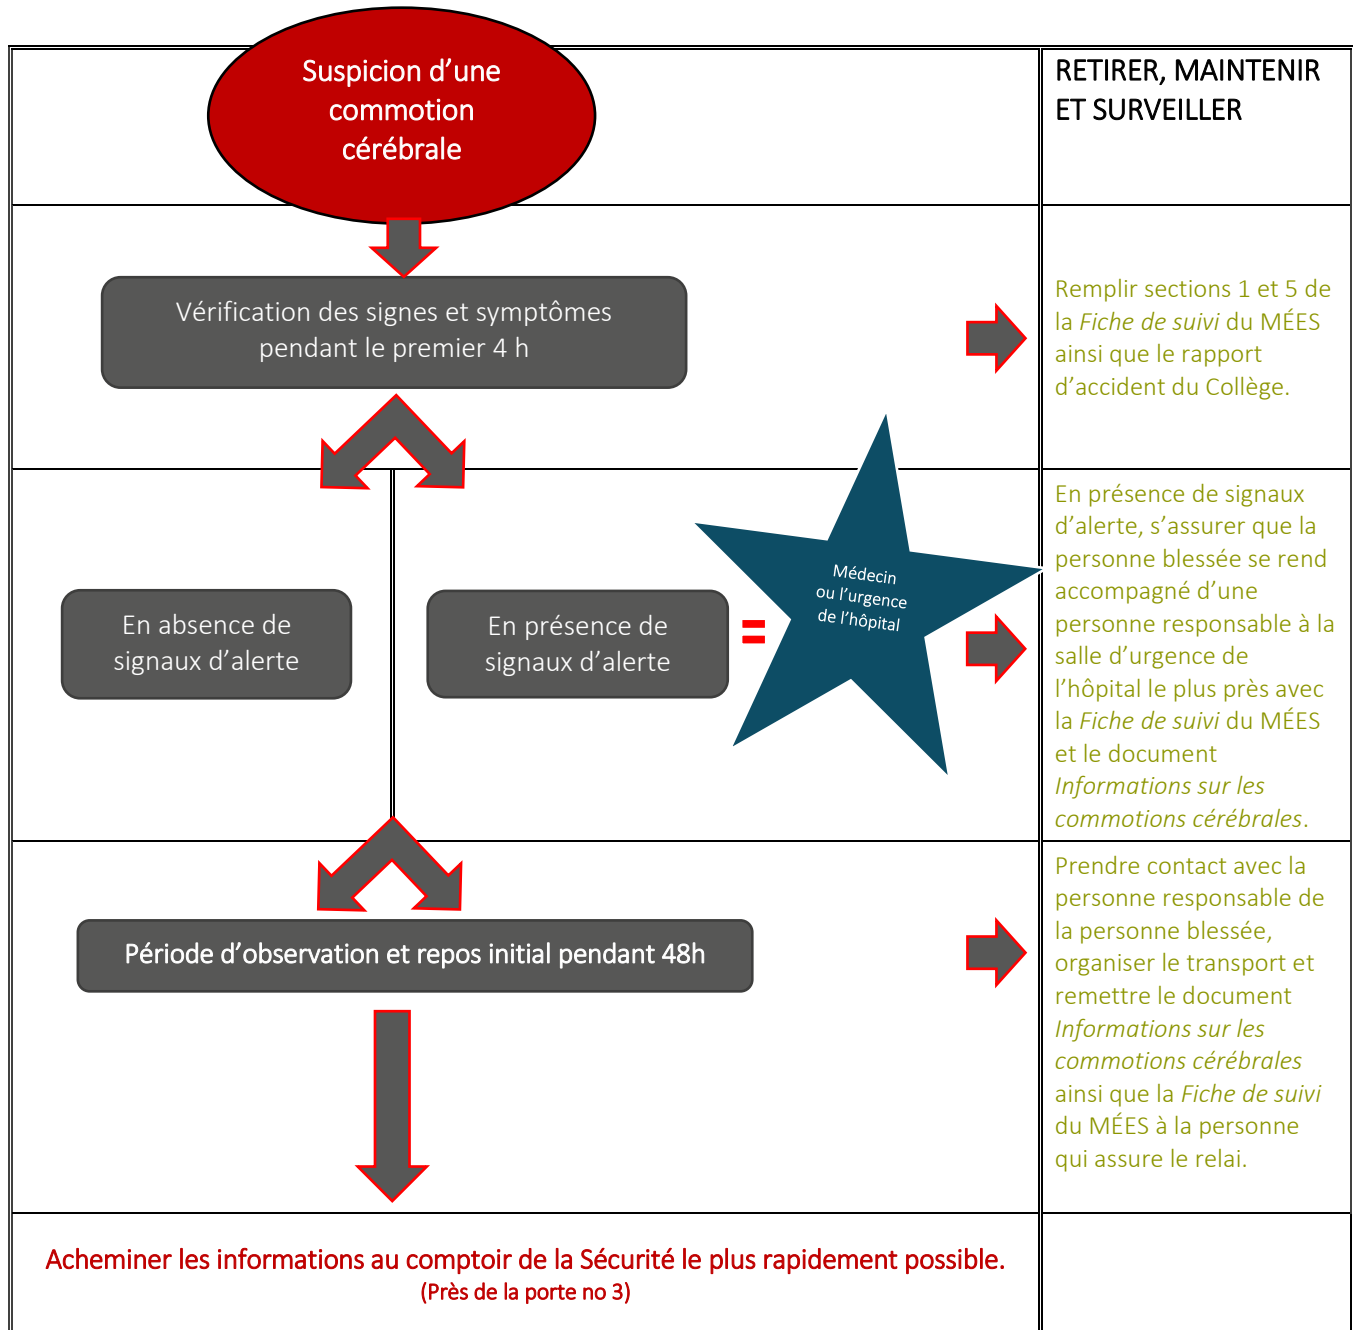 Suspicion d’une
commotion
cérébrale
RETIRER, MAINTENIR
ET SURVEILLER
Vérification des signes et symptômes
pendant le premier 4 h
Remplir sections 1 et 5 de
la Fiche de suivi du MÉES
ainsi que le rapport
d’accident du Collège.
En absence de
signaux d’alerte
En présence de
signaux d’alerte
=
Médecin
ou l’urgence
de l’hôpital
En présence de signaux
d’alerte, s’assurer que la
personne blessée se rend
accompagné d’une
personne responsable à la
salle d’urgence de
l’hôpital le plus près avec
la Fiche de suivi du MÉES
et le document
Informations sur les
commotions cérébrales.
Période d’observation et repos initial pendant 48h
Prendre contact avec la
personne responsable de
la personne blessée,
organiser le transport et
remettre le document
Informations sur les
commotions cérébrales
ainsi que la Fiche de suivi
du MÉES à la personne
qui assure le relai.
Acheminer les informations au comptoir de la Sécurité le plus rapidement possible.
(Près de la porte no 3)